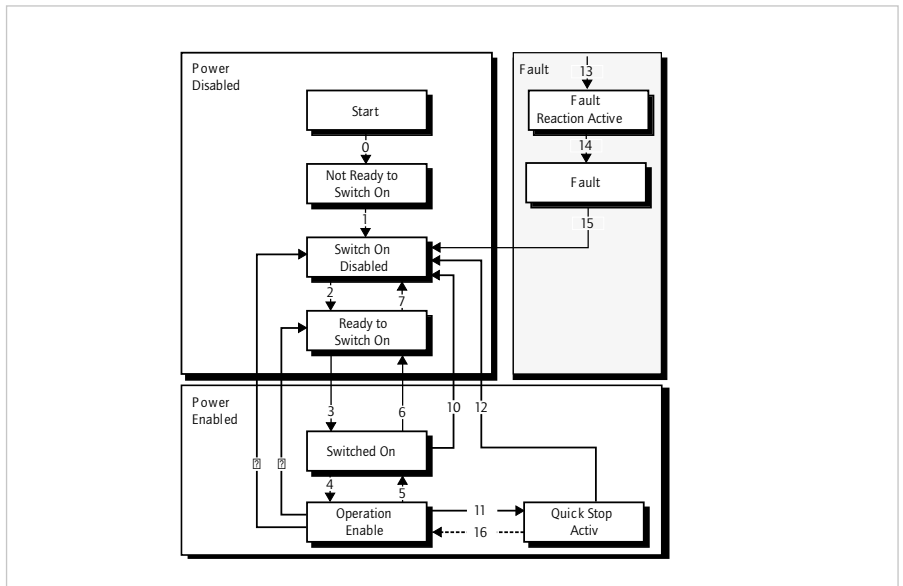 Power
Disabled
Start
0
Not Ready to
Switch On
1
Switch On
Disabled
2
7
Ready to
Switch On
Fault
13
Fault
Reaction Active
14
Fault
15
Power
Enabled
3
6
10
12
Switched On
4
5
Operation
Enable
11
16
Quick Stop
Activ